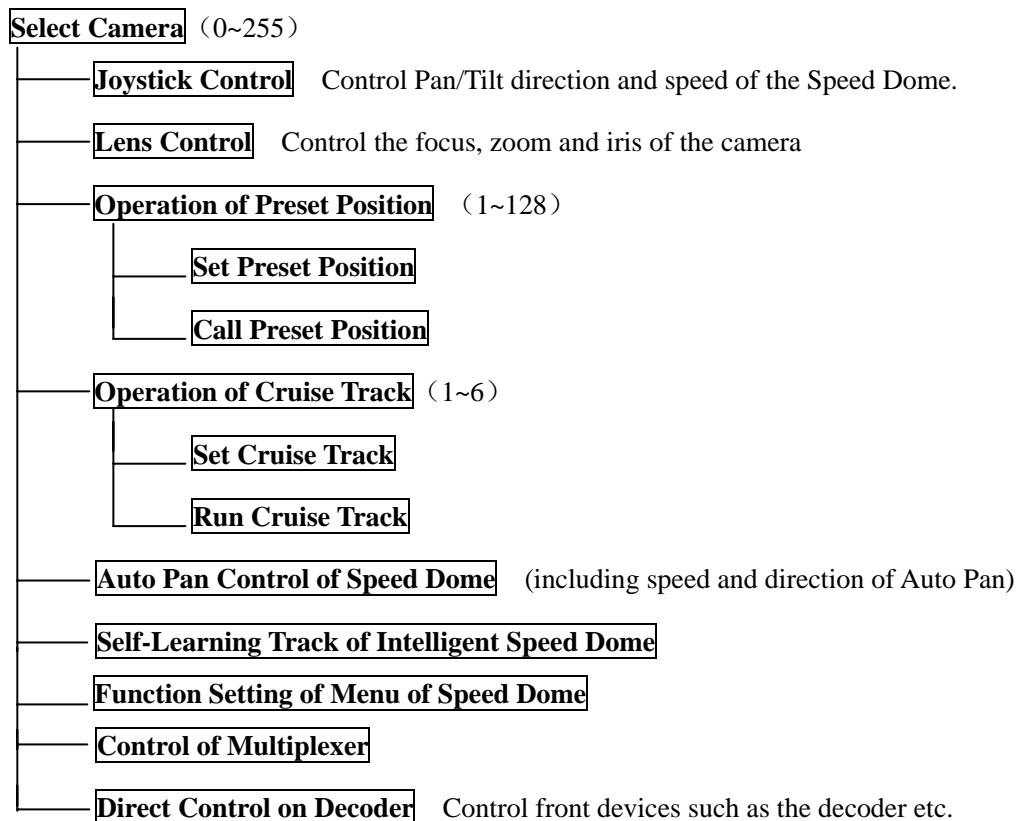 Select Camera（0~255）
Joystick Control Control Pan/Tilt direction and speed of the Speed Dome.
Lens Control Control the focus, zoom and iris of the camera
Operation of Preset Position （1~128）
Set Preset Position
Call Preset Position
Operation of Cruise Track（1~6）
Set Cruise Track
Run Cruise Track
Auto Pan Control of Speed Dome (including speed and direction of Auto Pan)
Self-Learning Track of Intelligent Speed Dome
Function Setting of Menu of Speed Dome
Control of Multiplexer
Direct Control on Decoder Control front devices such as the decoder etc.